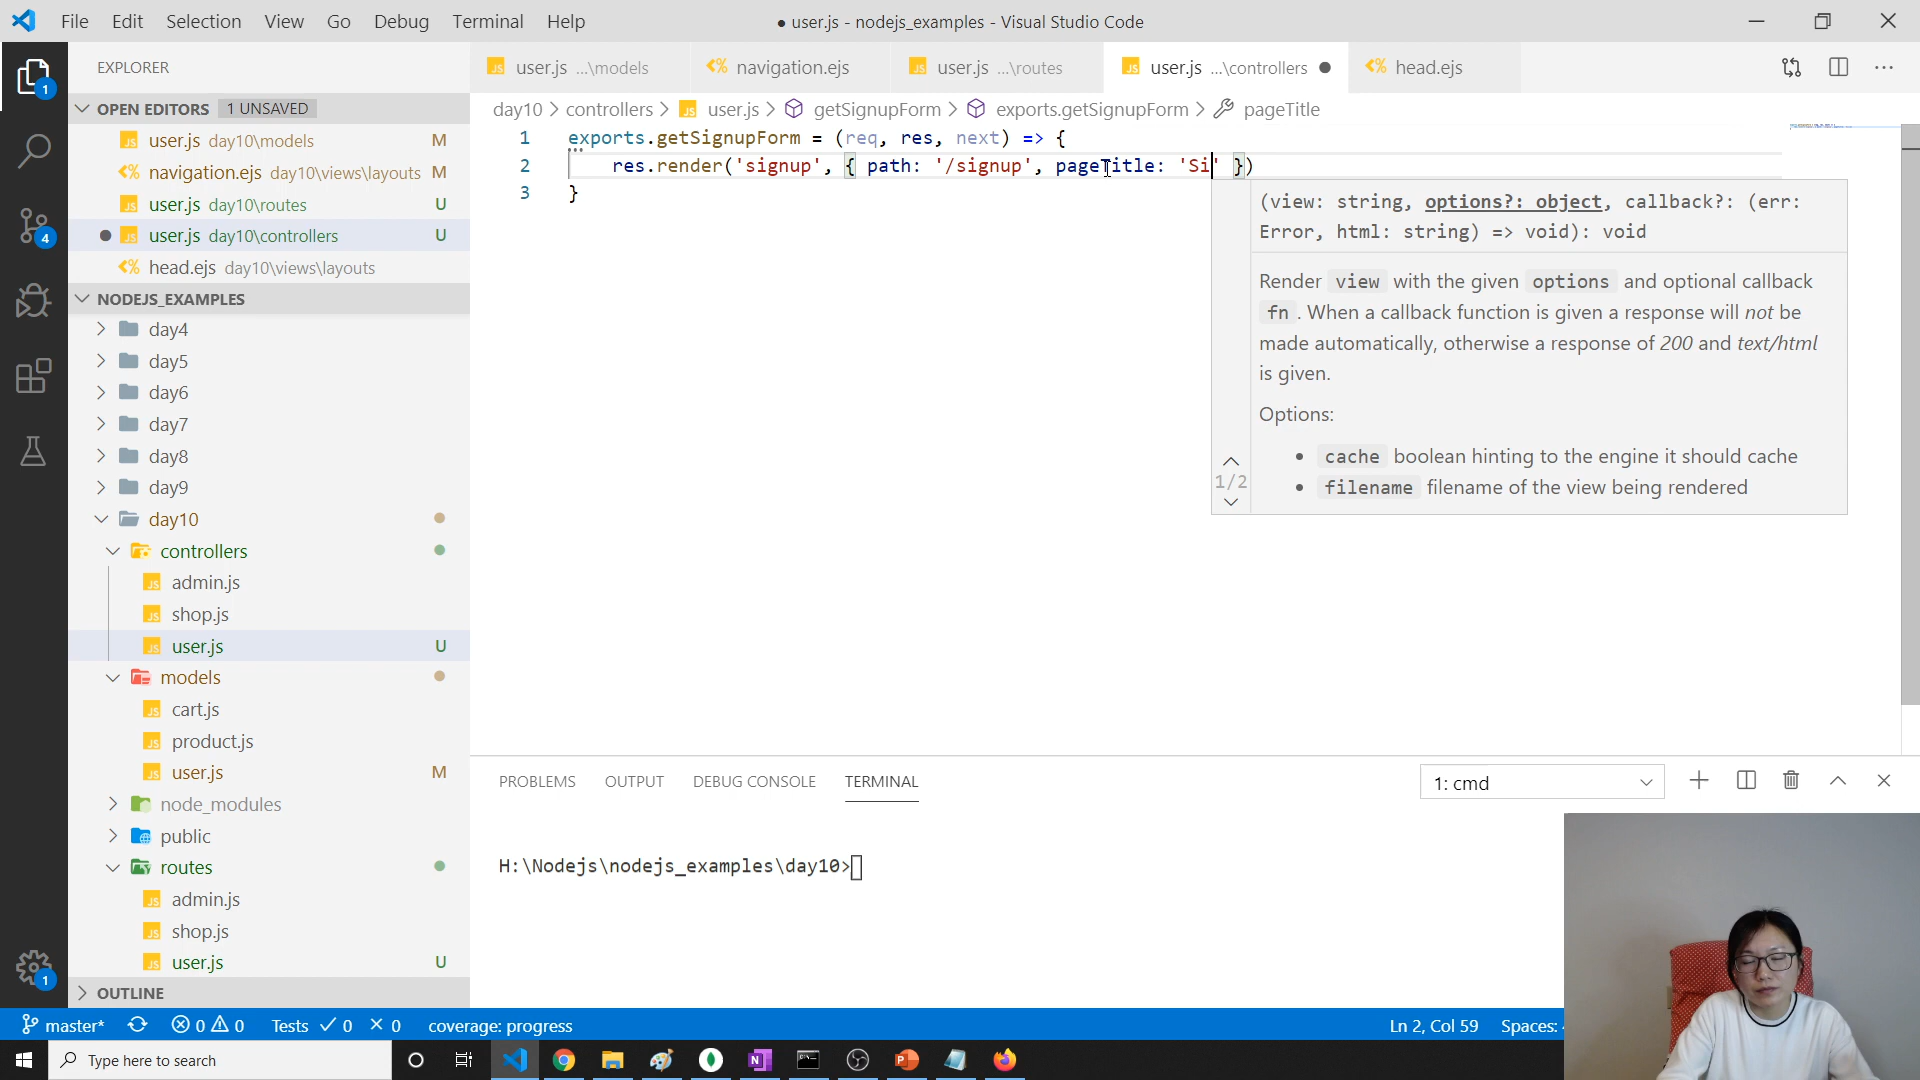 File Edit Selection View Go Debug Terminal Help
● user.js - nodejs_examples - Visual Studio Code
EXPLORER
OPEN EDITORS 1 UNSAVED
user.js day10\models M
navigation.ejs day10\views\layouts M
user.js day10\routes U
user.js day10\controllers U
head.ejs day10\views\layouts
NODEJS_EXAMPLES
day4
day5
day6
day7
day8
day9
day10
controllers
admin.js
shop.js
user.js U
models
cart.js
product.js
user.js M
node_modules
public
routes
admin.js
shop.js
user.js U
OUTLINE
1
4
1
user.js ...\models
navigation.ejs
user.js ...\routes
user.js ...\controllers
head.ejs
day10 > controllers > user.js > getSignupForm > exports.getSignupForm > pageTitle
1 exports.getSignupForm = (req, res, next) => {
2 res.render('signup', { path: '/signup', pageTitle: 'Si' })
3 }
(view: string, options?: object, callback?: (err:
Error, html: string) => void): void
Render view with the given options and optional callback
fn . When a callback function is given a response will not be
made automatically, otherwise a response of 200 and text/html
is given.
Options:
• cache boolean hinting to the engine it should cache
• filename filename of the view being rendered
1/2
PROBLEMS OUTPUT DEBUG CONSOLE TERMINAL
1: cmd
H:\Nodejs\nodejs_examples\day10>
master* 0 0 Tests 0 0 coverage: progress
Ln 2, Col 59 Spaces:
Type here to search